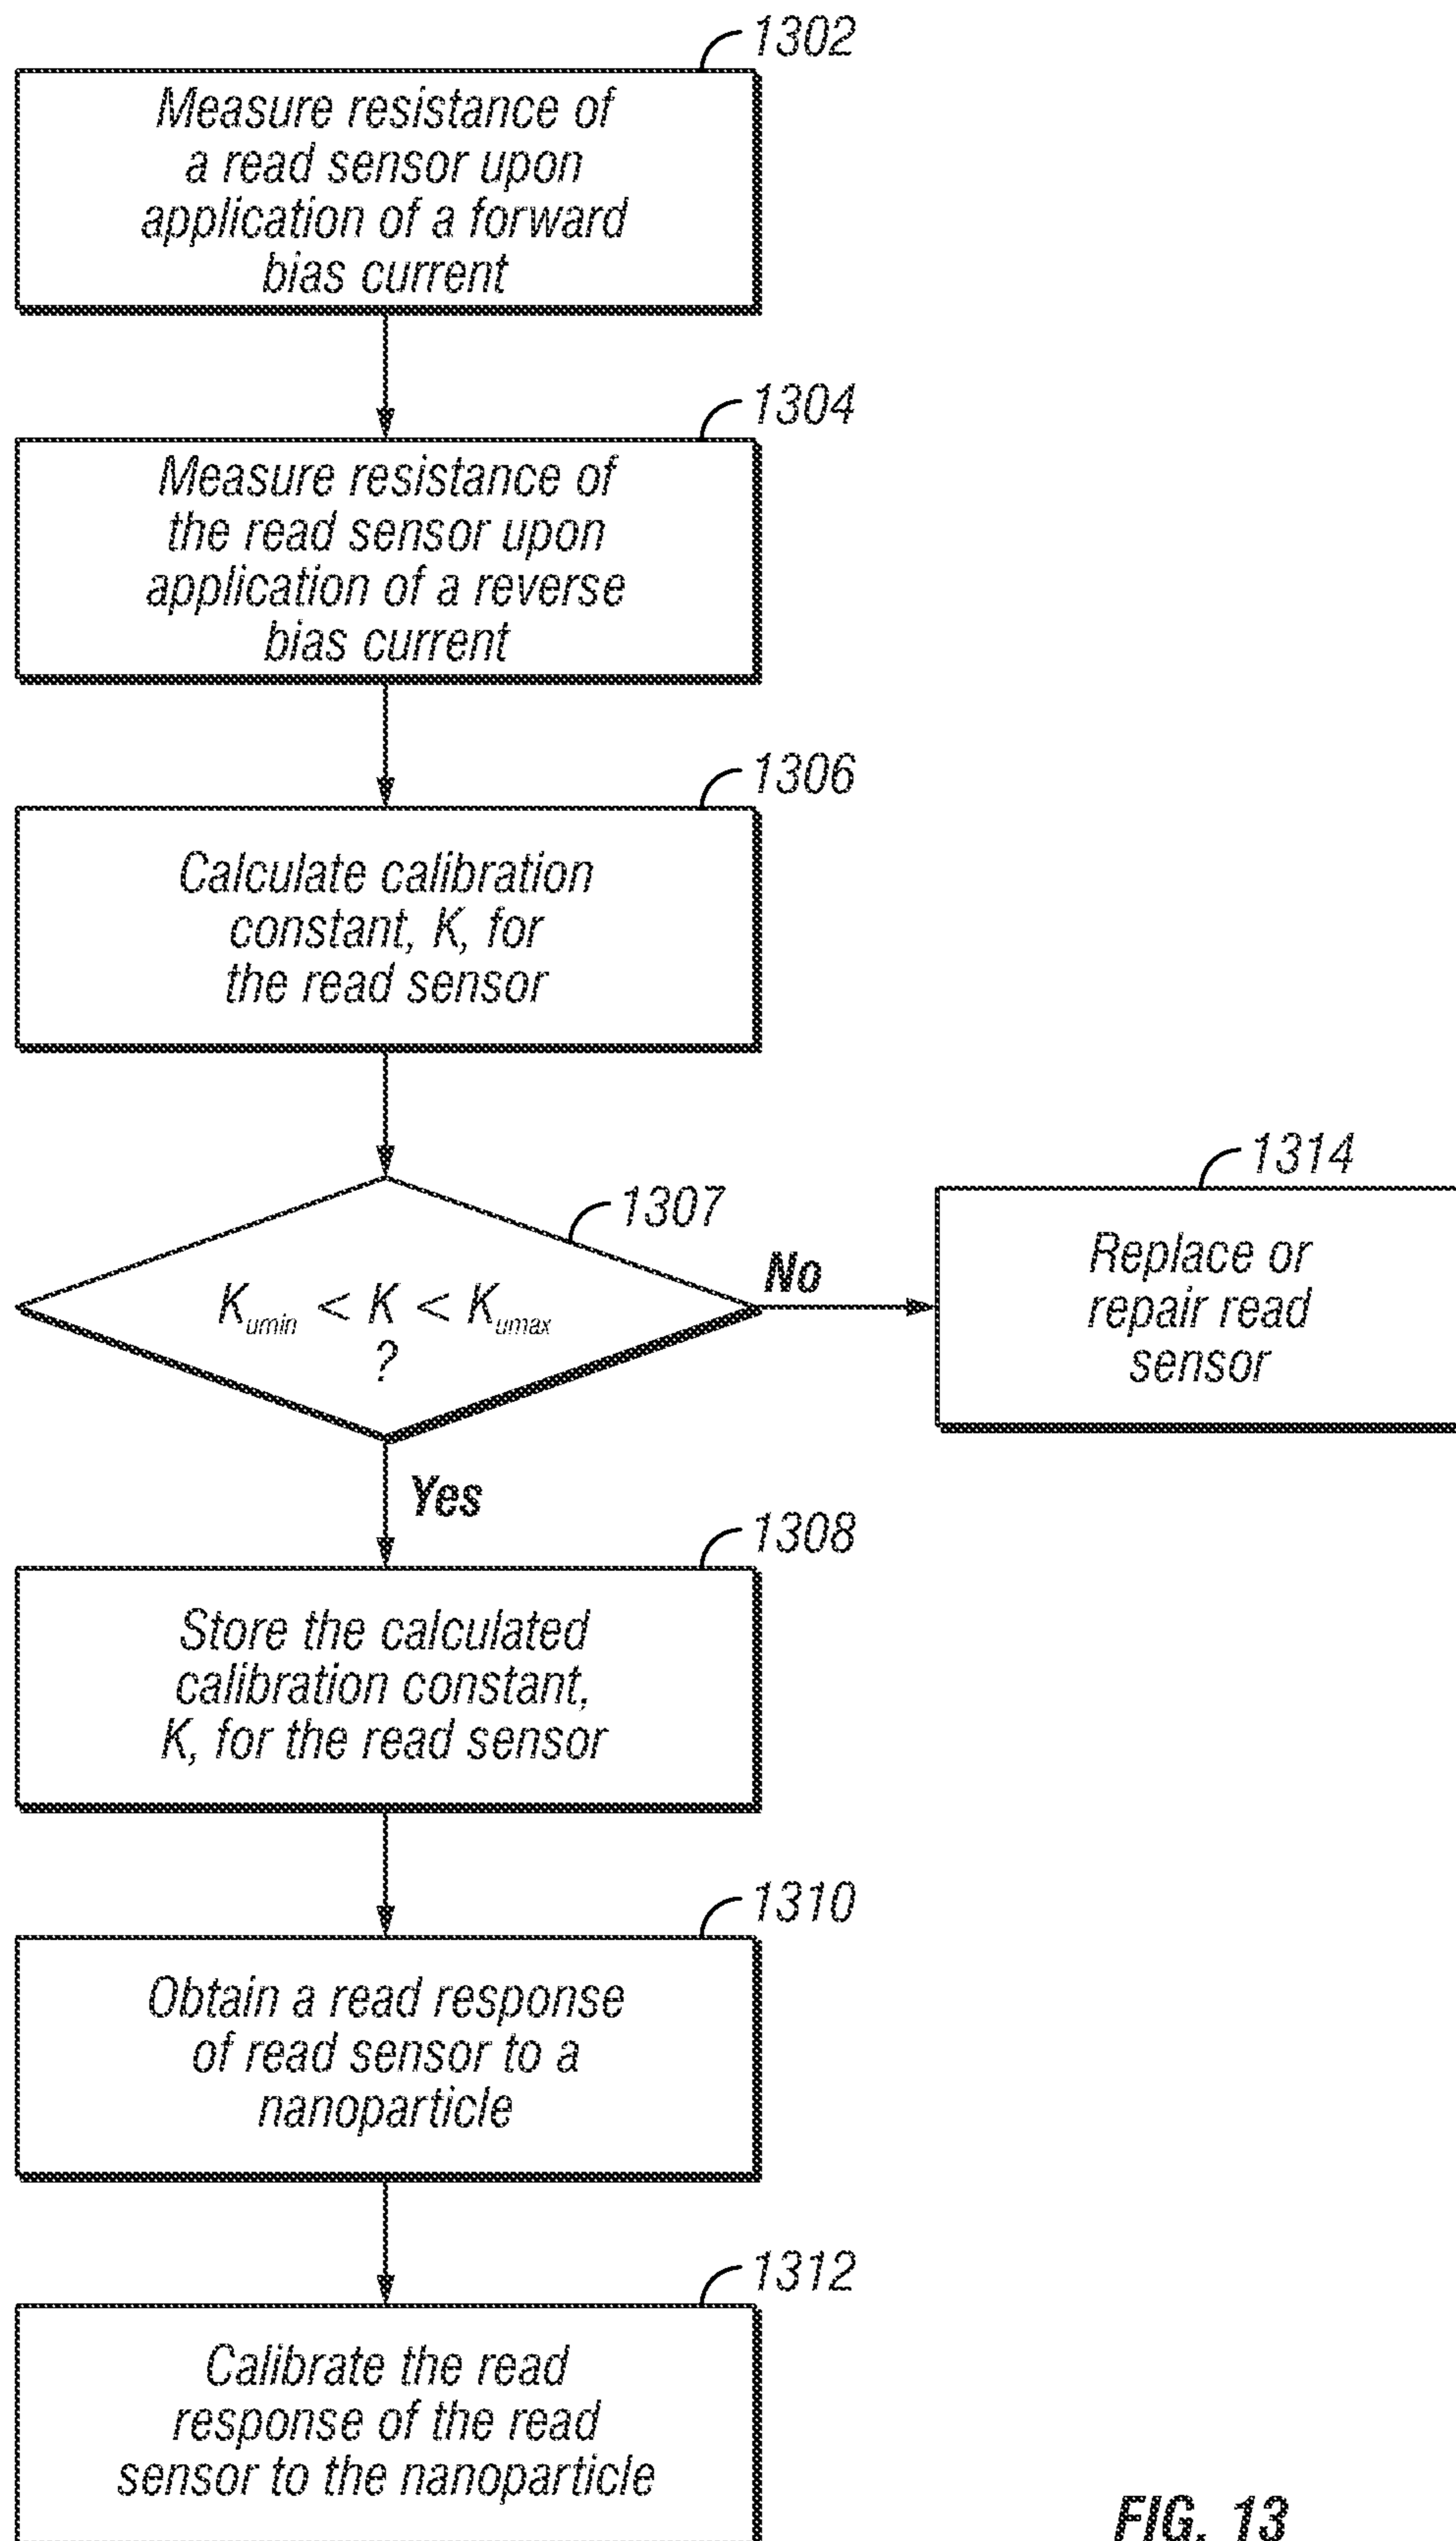 1302
Measure resistance of
a read sensor upon
application of a forward
bias current
1304
Measure resistance of
the read sensor upon
application of a reverse
bias current
1306
Calculate calibration
constant, K, for
the read sensor
1307
K_umin < K < K_umax
?
No
1314
Replace or
repair read
sensor
Yes
1308
Store the calculated
calibration constant,
K, for the read sensor
1310
Obtain a read response
of read sensor to a
nanoparticle
1312
Calibrate the read
response of the read
sensor to the nanoparticle
FIG. 13